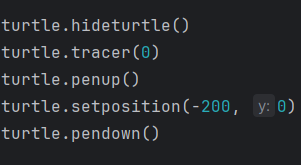 turtle.hideturtle()
turtle.tracer(0)
turtle.penup()
turtle.setposition(-200, y: 0)
turtle.pendown()